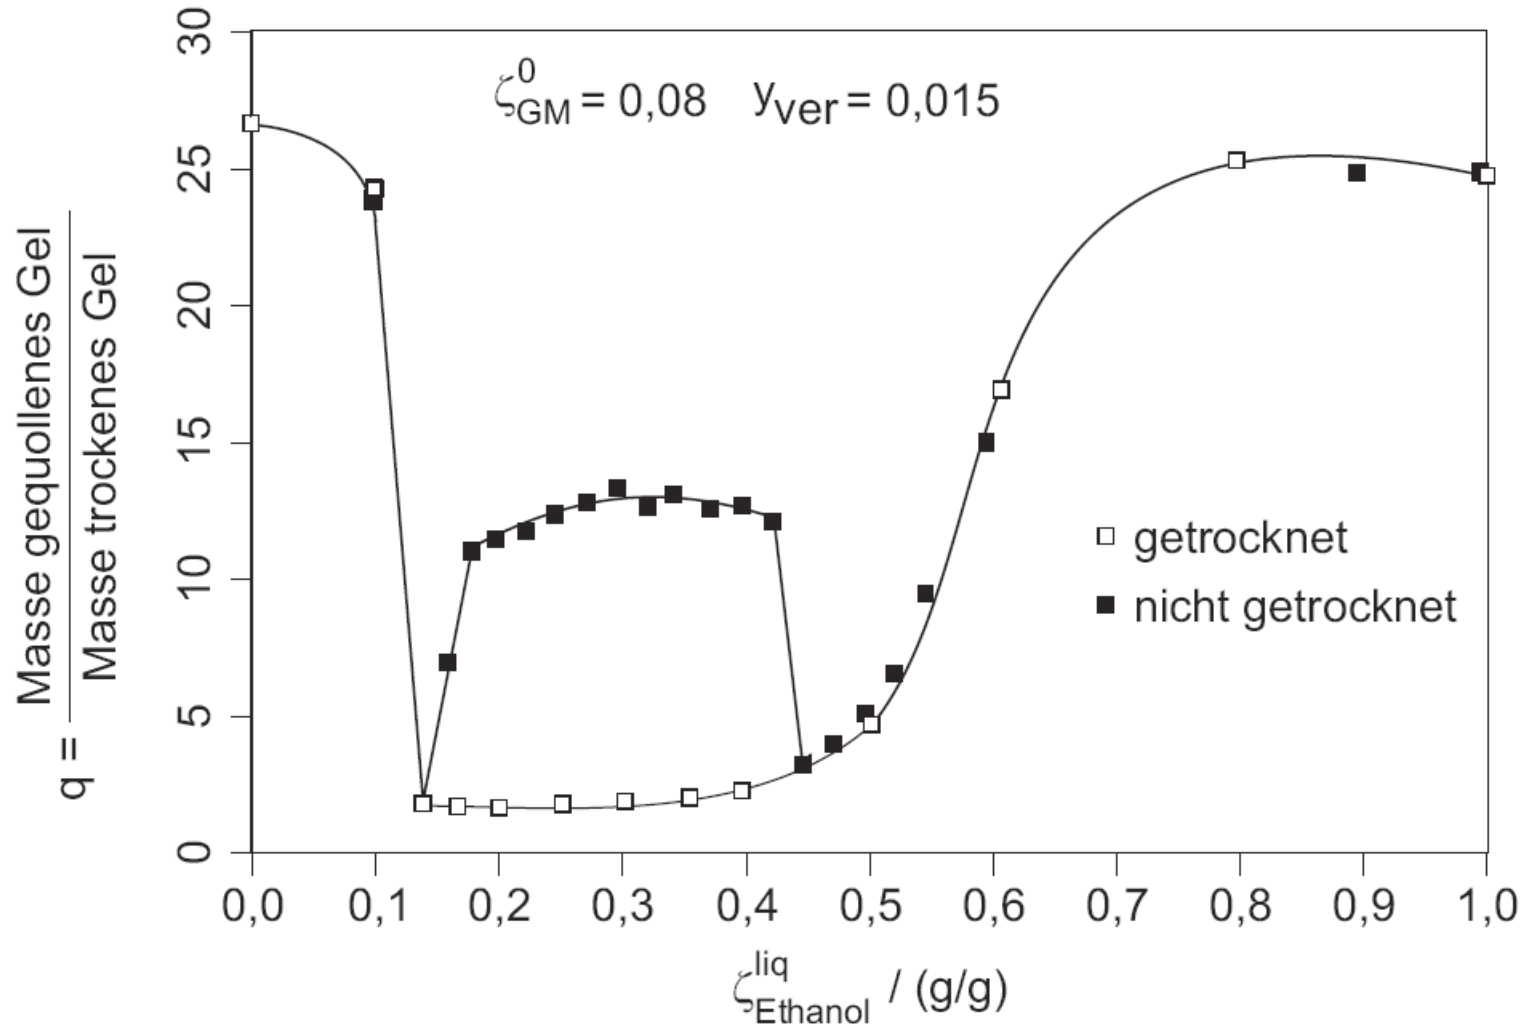 ζ⁰GM = 0,08 yver = 0,015
30
25
20
15
10
5
0
q = Masse gequollenes Gel
Masse trockenes Gel
getrocknet
nicht getrocknet
0,0 0,1 0,2 0,3 0,4 0,5 0,6 0,7 0,8 0,9 1,0
ζliqEthanol / (g/g)